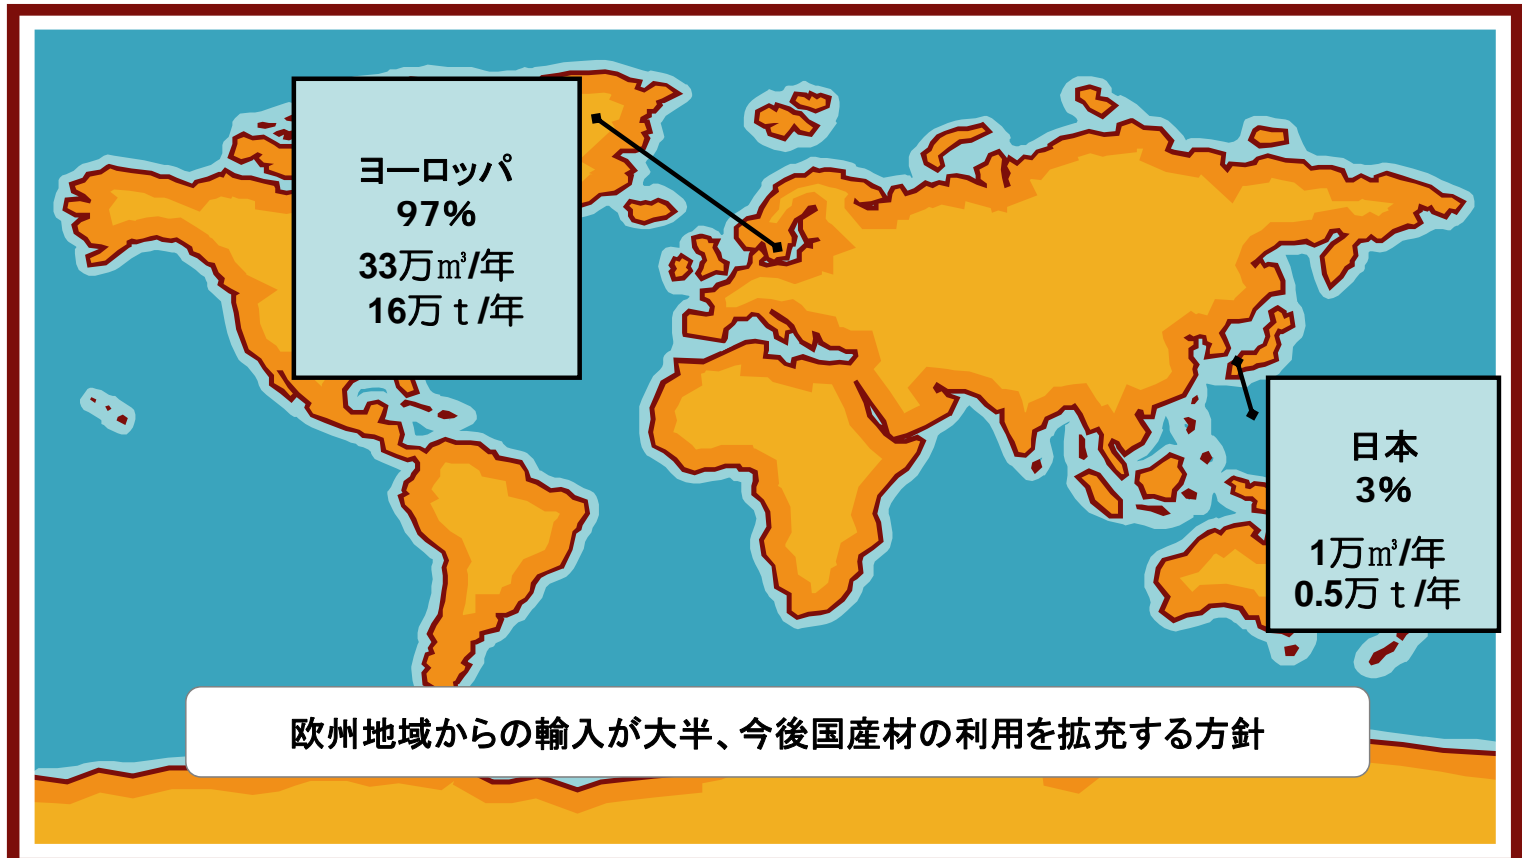 ヨーロッパ
97%
33万㎥/年
16万ｔ/年
日本
3%
1万㎥/年
0.5万ｔ/年
欧州地域からの輸入が大半、今後国産材の利用を拡充する方針